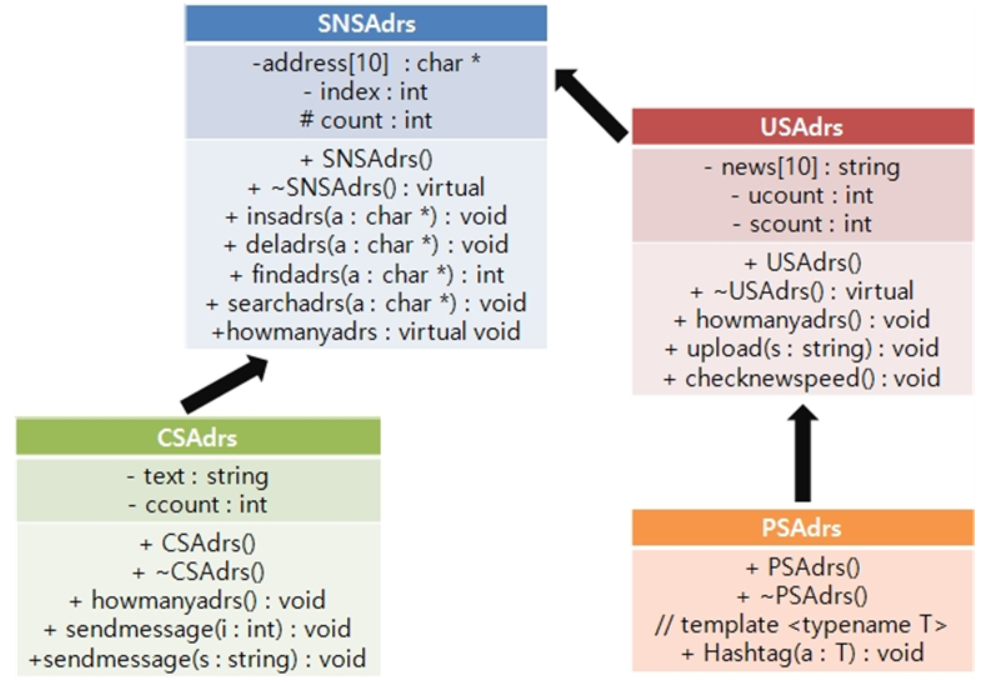 SNSAdrs
-address[10] : char *
- index : int
# count : int
+ SNSAdrs()
+ ~SNSAdrs() : virtual
+ insadrs(a : char *) : void
+ deladrs(a : char *) : void
+ findadrs(a : char *) : int
+ searchadrs(a : char *) : void
+howmanyadrs : virtual void
USAdrs
- news[10] : string
- ucount : int
- scount : int
+ USAdrs()
+ ~USAdrs() : virtual
+ howmanyadrs() : void
+ upload(s : string) : void
+ checknewspeed() : void
CSAdrs
- text : string
- ccount : int
+ CSAdrs()
+ ~CSAdrs()
+ howmanyadrs() : void
+ sendmessage(i : int) : void
+sendmessage(s : string) : void
PSAdrs
+ PSAdrs()
+ ~PSAdrs()
// template <typename T>
+ Hashtag(a : T) : void